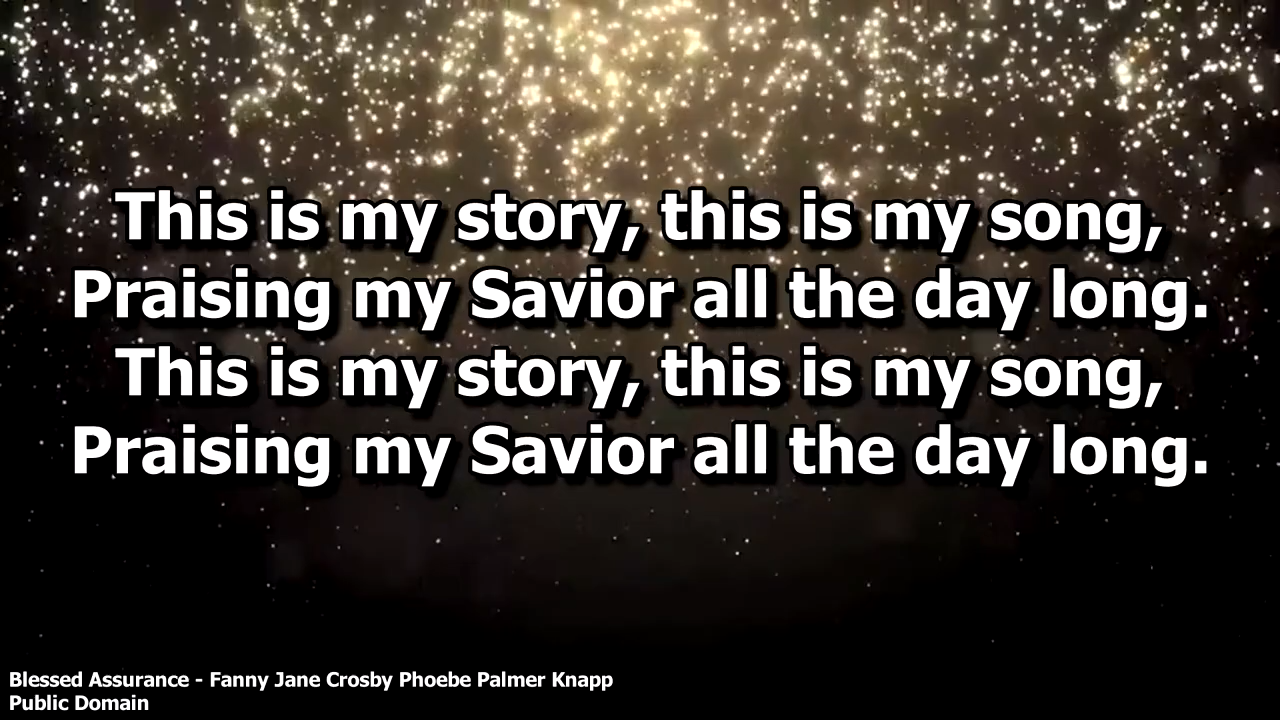 This is my story, this is my song,
Praising my Savior all the day long.
This is my story, this is my song,
Praising my Savior all the day long.
Blessed Assurance - Fanny Jane Crosby Phoebe Palmer Knapp
Public Domain